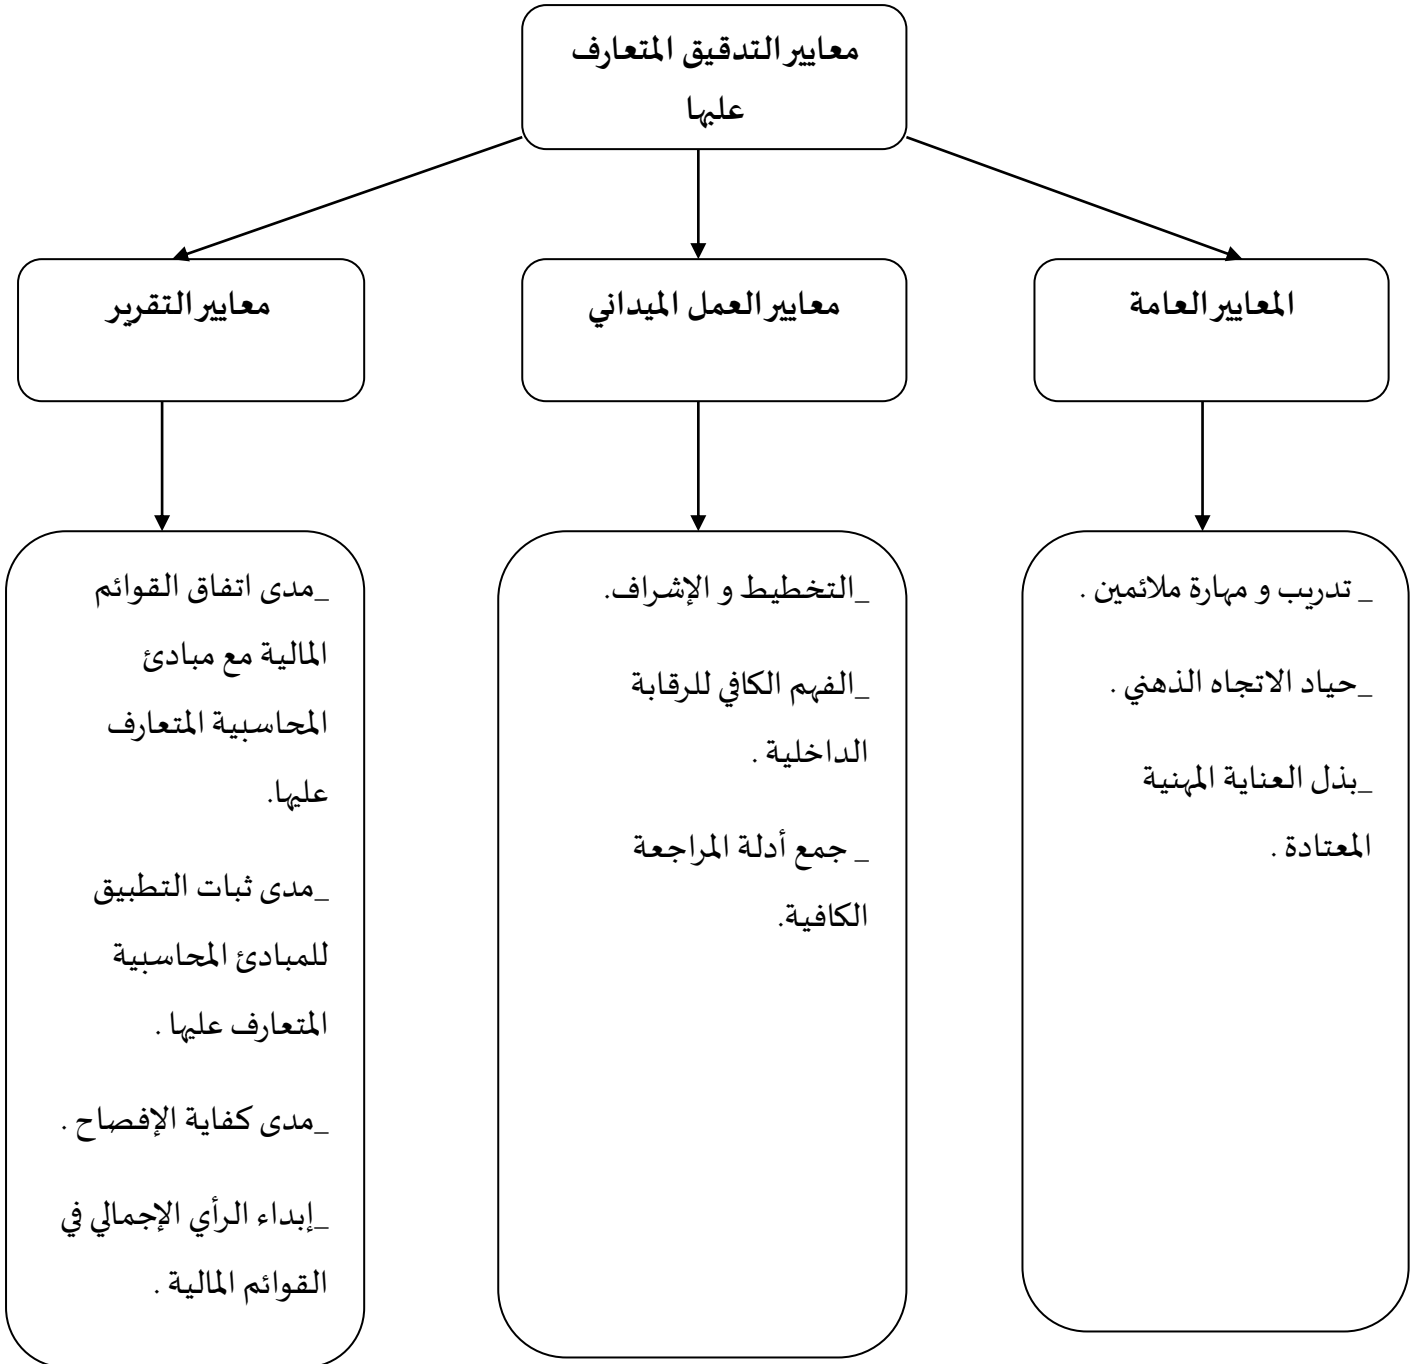 معايير التدقيق المتعارف
عليها
المعايير العامة
معايير العمل الميداني
معايير التقرير
_ تدريب و مهارة ملائمين .
_حياد الاتجاه الذهني .
_بذل العناية المهنية
المعتادة .
_التخطيط و الإشراف.
_الفهم الكافي للرقابة
الداخلية .
_ جمع أدلة المراجعة
الكافية.
_مدى اتفاق القوائم
المالية مع مبادئ
المحاسبية المتعارف
عليها.
_مدى ثبات التطبيق
للمبادئ المحاسبية
المتعارف عليها .
_مدى كفاية الإفصاح .
_إبداء الرأي الإجمالي في
القوائم المالية .